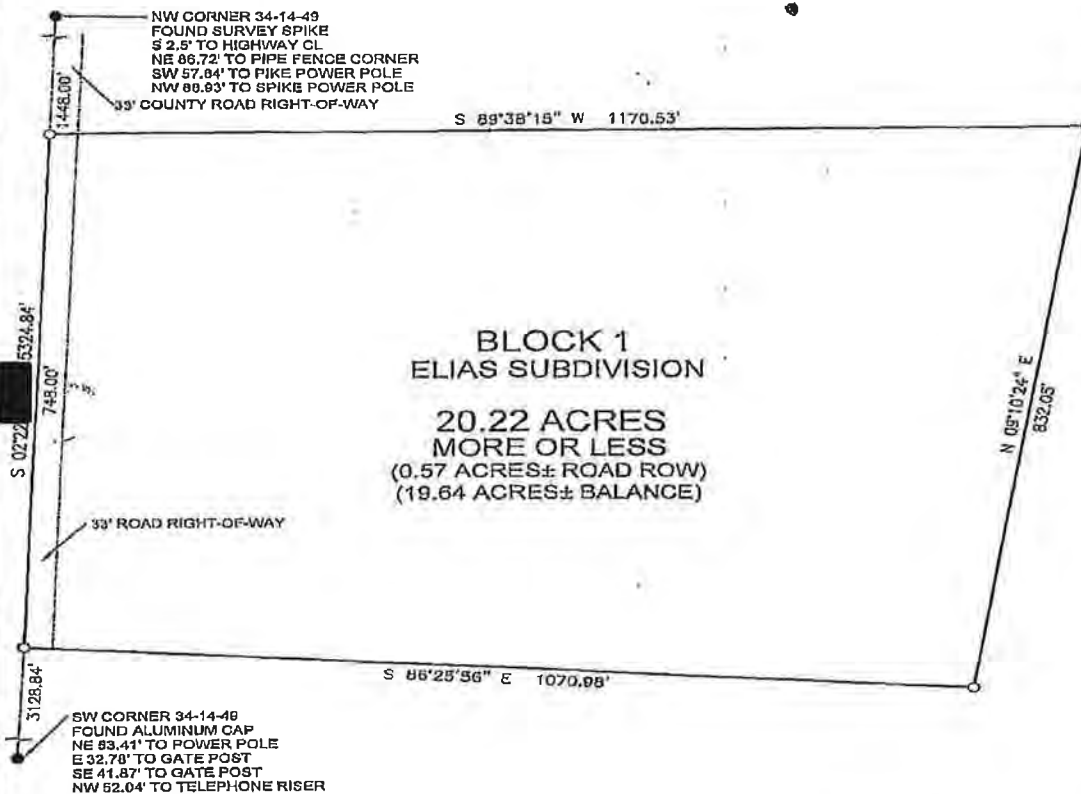 NW CORNER 34-14-49
FOUND SURVEY SPIKE
S 2.5' TO HIGHWAY CL
NE 86.72' TO PIPE FENCE CORNER
SW 57.84' TO PIKE POWER POLE
NW 88.93' TO SPIKE POWER POLE
33' COUNTY ROAD RIGHT-OF-WAY
1448.00'
S 89°38'15" W 1170.53'
S 02°22 5324.84'
748.00'
BLOCK 1
ELIAS SUBDIVISION
20.22 ACRES
MORE OR LESS
(0.57 ACRES± ROAD ROW)
(19.64 ACRES± BALANCE)
N 09°10'24" E
832.05'
33' ROAD RIGHT-OF-WAY
S 86°25'56" E 1070.98'
3128.84'
SW CORNER 34-14-49
FOUND ALUMINUM CAP
NE 53.41' TO POWER POLE
E 32.78' TO GATE POST
SE 41.87' TO GATE POST
NW 52.04' TO TELEPHONE RISER